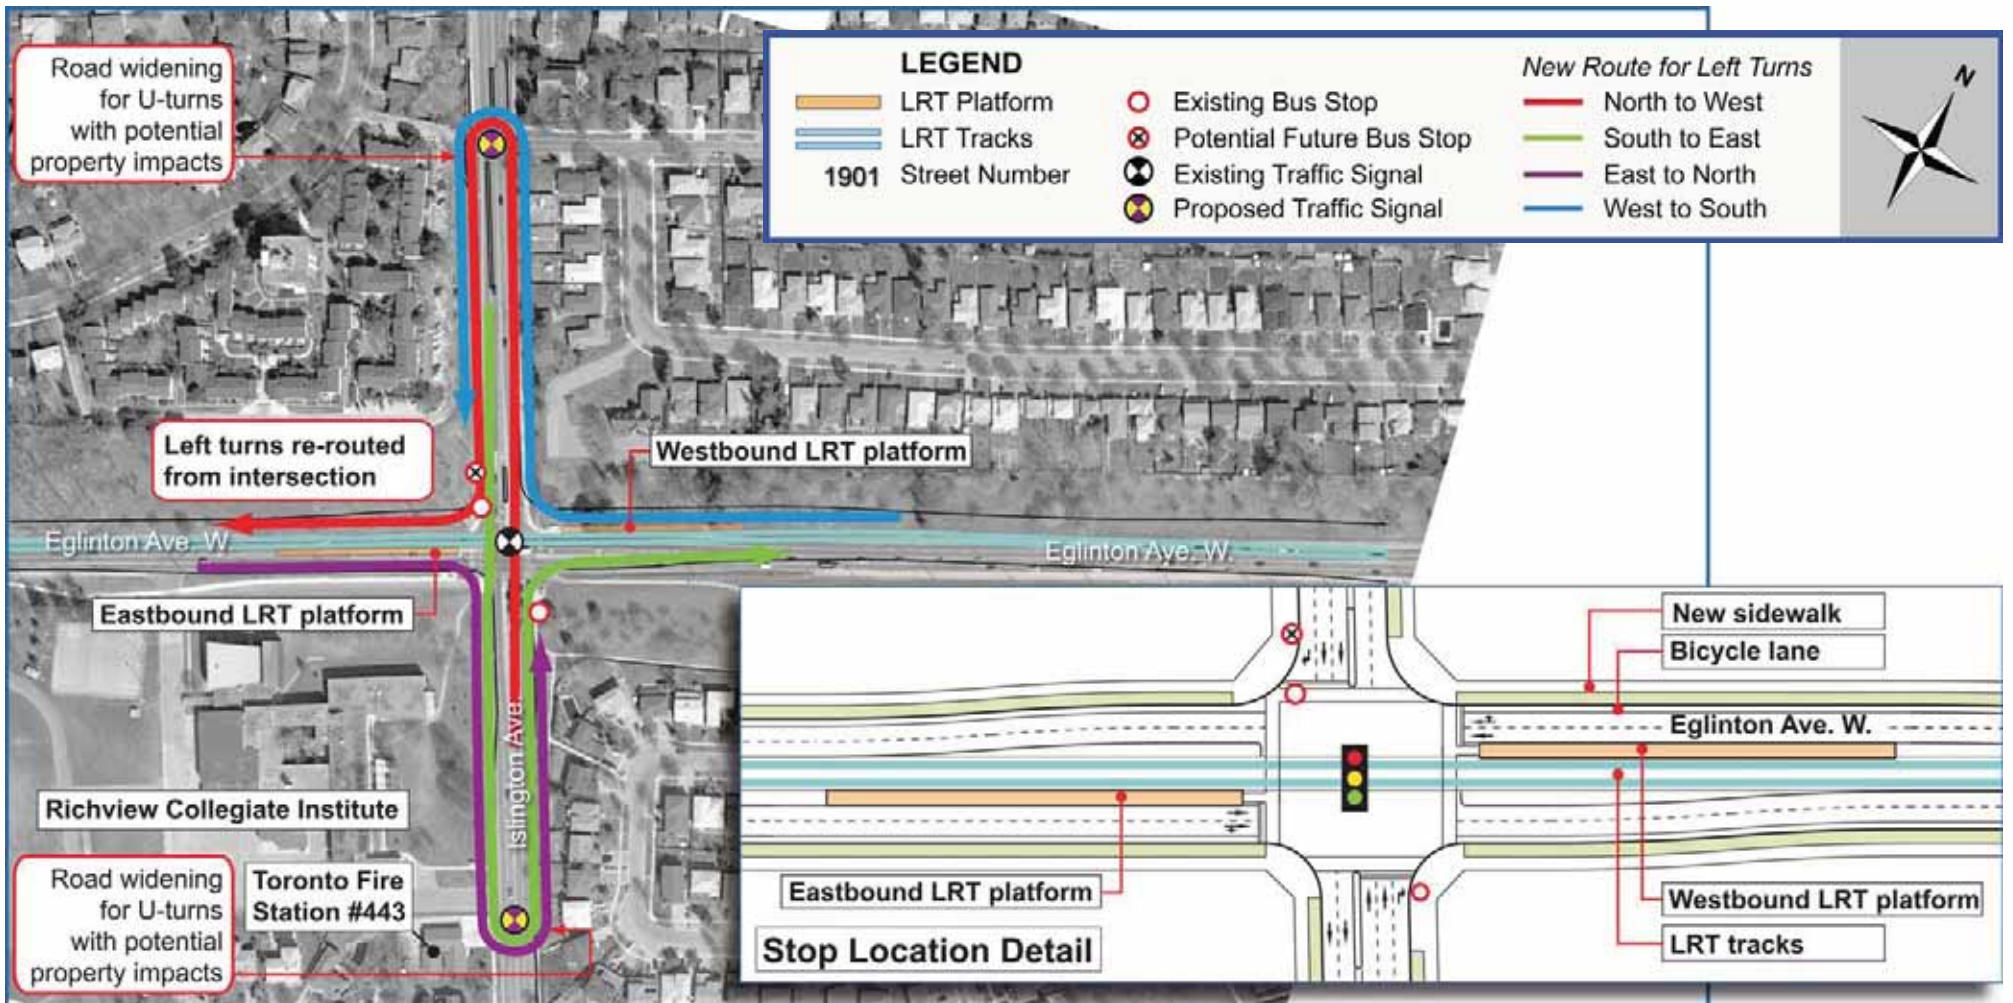 Road widening
for U-turns
with potential
property impacts
LEGEND
LRT Platform
LRT Tracks
1901 Street Number
Existing Bus Stop
Potential Future Bus Stop
Existing Traffic Signal
Proposed Traffic Signal
New Route for Left Turns
North to West
South to East
East to North
West to South
N
Left turns re-routed
from intersection
Westbound LRT platform
Eglinton Ave. W.
Eglinton Ave. W.
Eastbound LRT platform
Islington Ave.
Richview Collegiate Institute
Toronto Fire
Station #443
Road widening
for U-turns
with potential
property impacts
New sidewalk
Bicycle lane
Eglinton Ave. W.
Eastbound LRT platform
Westbound LRT platform
LRT tracks
Stop Location Detail